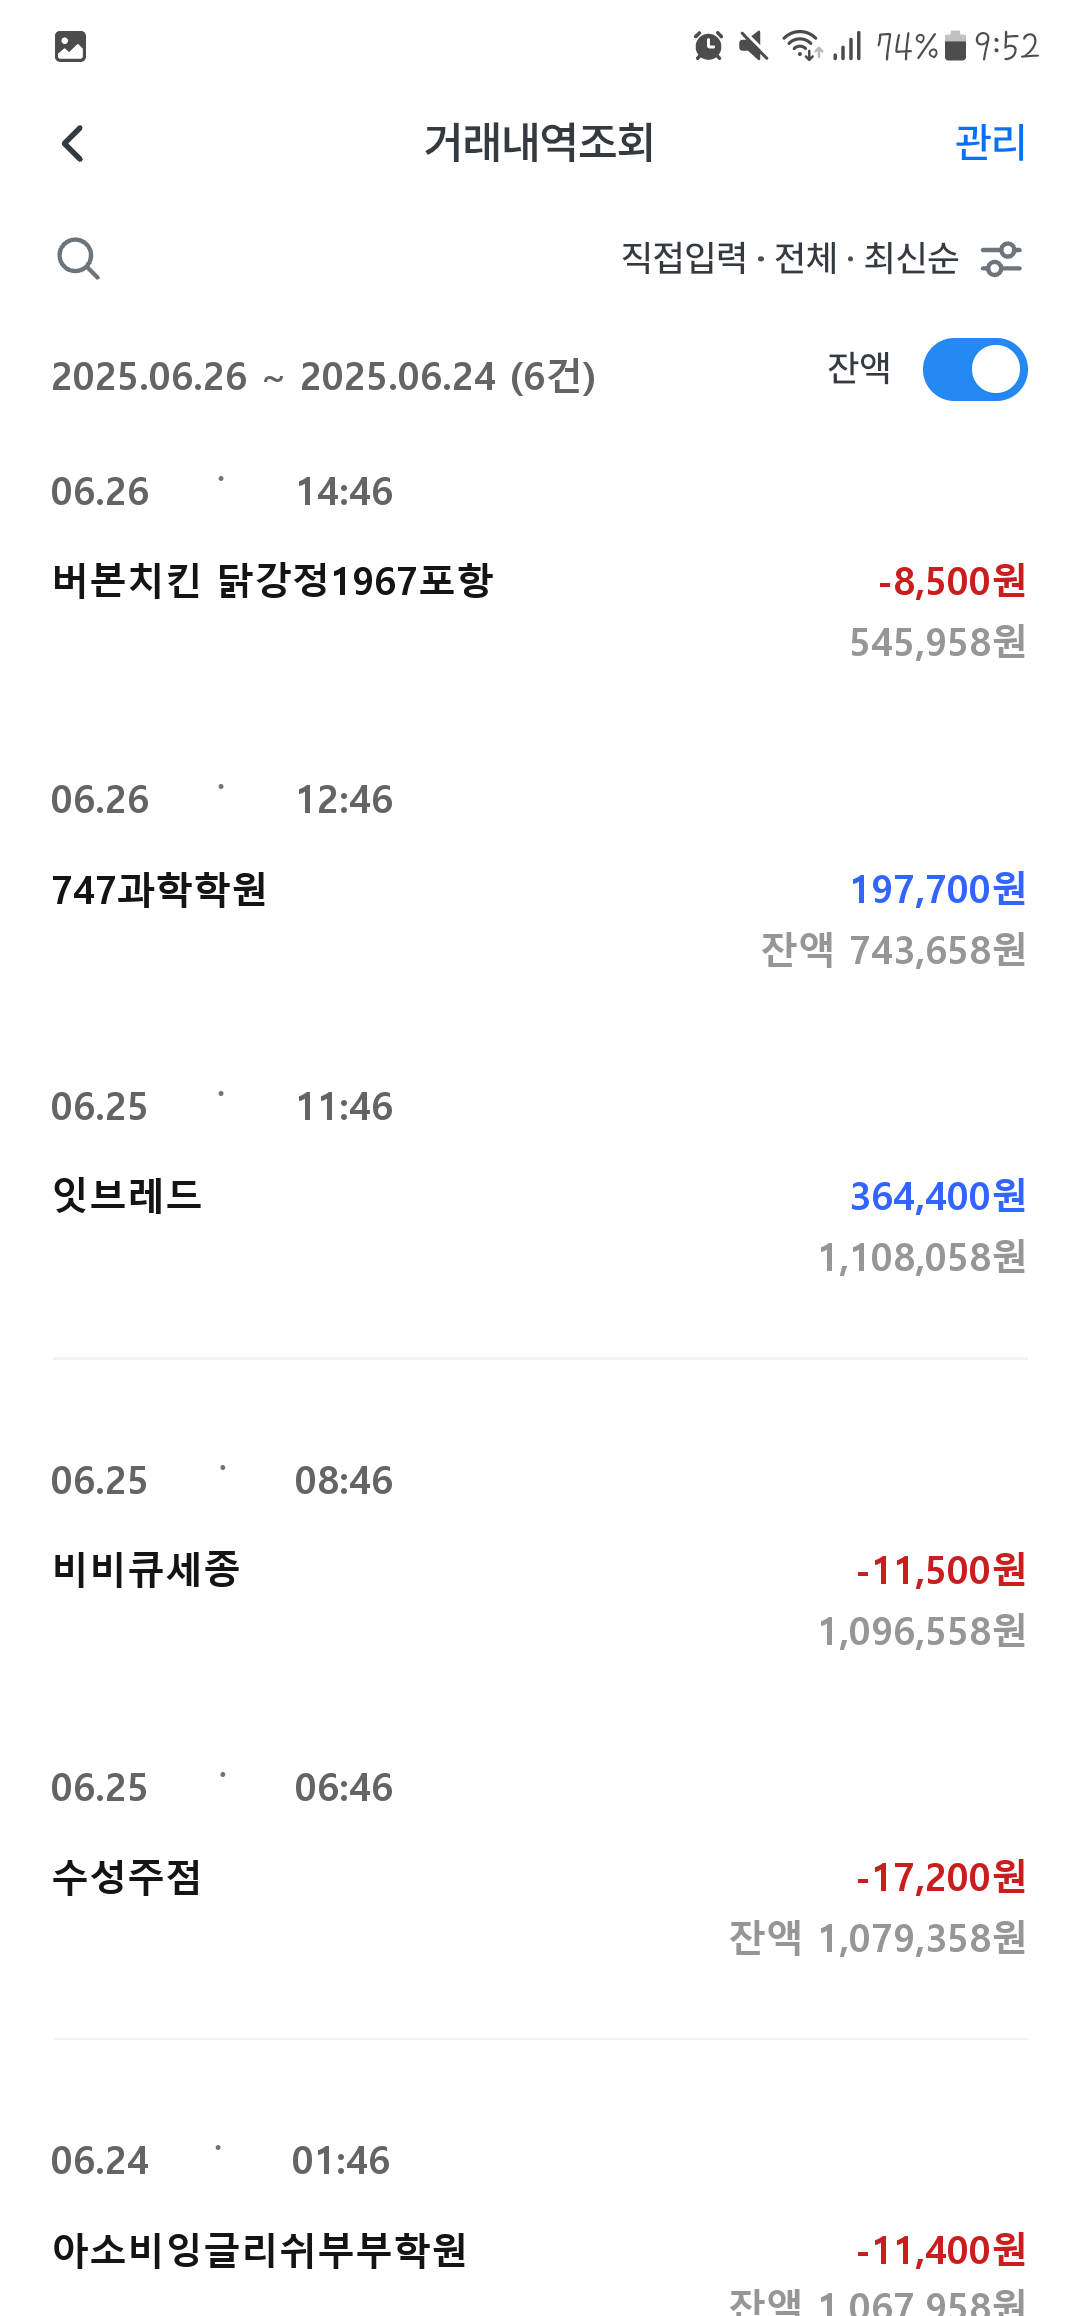 74% 9:52
거래내역조회 관리
직접입력 · 전체 · 최신순
2025.06.26 ~ 2025.06.24 (6건) 잔액
06.26 · 14:46
버본치킨 닭강정1967포항 -8,500원
545,958원
06.26 · 12:46
747과학학원 197,700원
잔액 743,658원
06.25 · 11:46
잇브레드 364,400원
1,108,058원
06.25 · 08:46
비비큐세종 -11,500원
1,096,558원
06.25 · 06:46
수성주점 -17,200원
잔액 1,079,358원
06.24 · 01:46
아소비잉글리쉬부부학원 -11,400원
잔액 1,067,958원